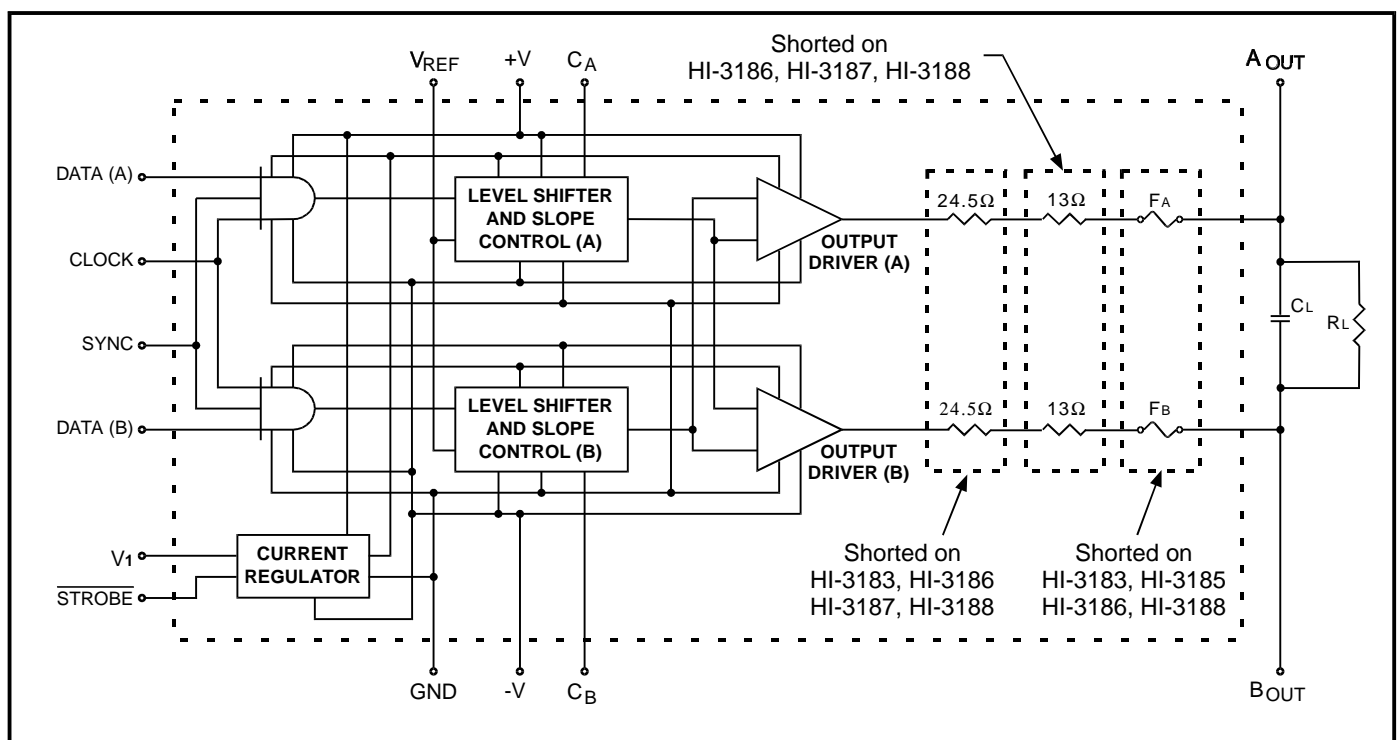 Shorted on
HI-3186, HI-3187, HI-3188
VREF
+V
CA
A OUT
DATA (A)
CLOCK
SYNC
DATA (B)
V1
STROBE
LEVEL SHIFTER
AND SLOPE
CONTROL (A)
OUTPUT
DRIVER (A)
24.5Ω
13Ω
FA
CL
RL
LEVEL SHIFTER
AND SLOPE
CONTROL (B)
OUTPUT
DRIVER (B)
24.5Ω
13Ω
FB
CURRENT
REGULATOR
Shorted on
HI-3183, HI-3186
HI-3187, HI-3188
Shorted on
HI-3183, HI-3185
HI-3186, HI-3188
GND
-V
CB
BOUT